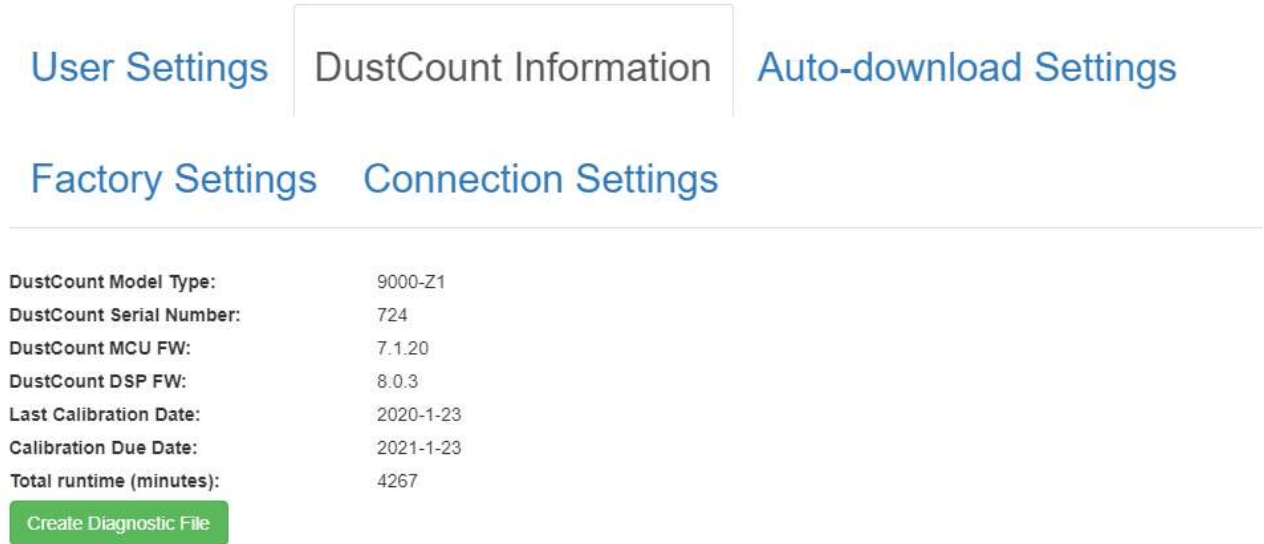 User Settings DustCount Information Auto-download Settings
Factory Settings Connection Settings
DustCount Model Type: 9000-Z1
DustCount Serial Number: 724
DustCount MCU FW: 7.1.20
DustCount DSP FW: 8.0.3
Last Calibration Date: 2020-1-23
Calibration Due Date: 2021-1-23
Total runtime (minutes): 4267
Create Diagnostic File